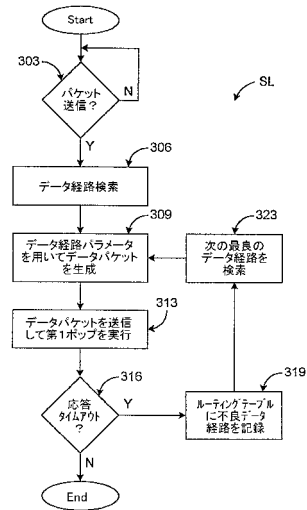 Start
303
パケット
送信？
N
SL
Y
306
データ経路検索
309
323
データ経路パラメータ
を用いてデータパケット
を生成
次の最良の
データ経路を
検索
データパケットを送信
して第1ホップを実行
313
316
319
応答
タイムアウト
？
Y
ルーティングテーブル
に不良データ
経路を記録
N
End